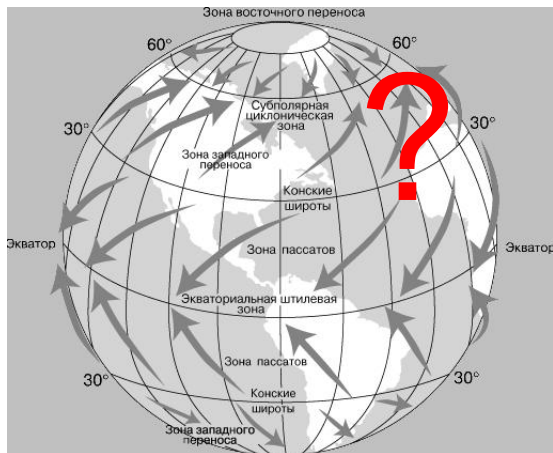 Зона восточного переноса
60°
60°
Субполярная
циклоническая
зона
30°
30°
Зона западного
переноса
?
Конские
широты
Экватор
Зона пассатов
Экватор
Экваториальная штилевая
зона
Зона пассатов
30°
30°
Конские
широты
Зона западного
переноса